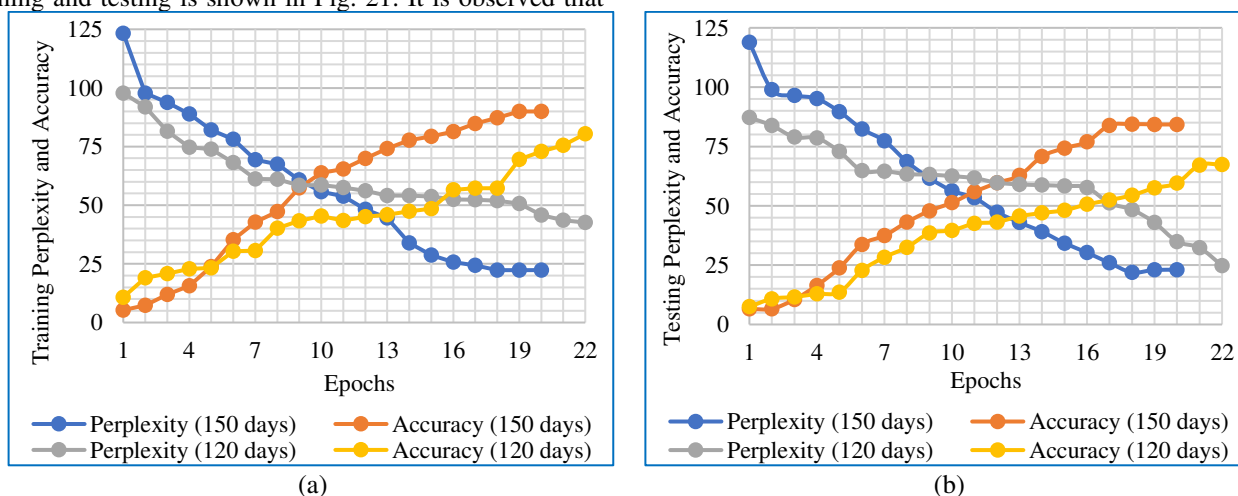 ning and testing is shown in Fig. 21. It is observed that
125
100
75
50
25
0
Training Perplexity and Accuracy
1 4 7 10 13 16 19 22
Epochs
Perplexity (150 days) Accuracy (150 days)
Perplexity (120 days) Accuracy (120 days)
(a)
125
100
75
50
25
0
Testing Perplexity and Accuracy
1 4 7 10 13 16 19 22
Epochs
Perplexity (150 days) Accuracy (150 days)
Perplexity (120 days) Accuracy (120 days)
(b)